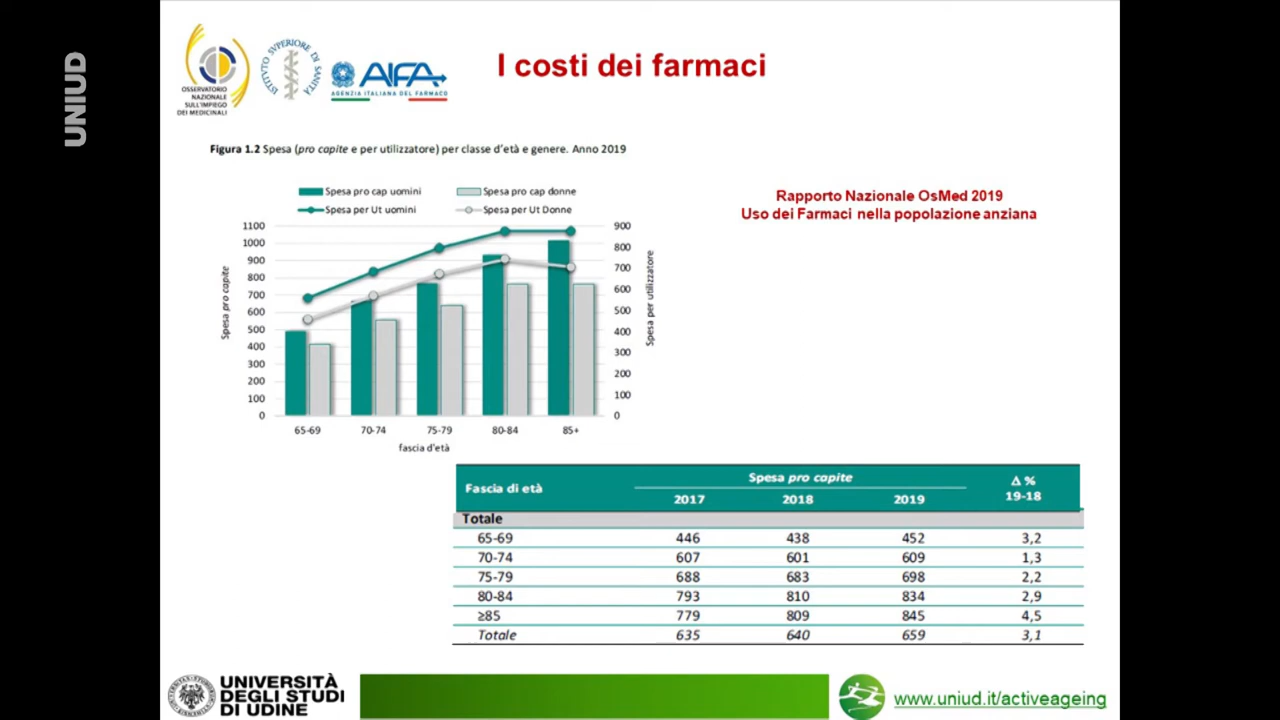 UNIUD
OSSERVATORIO
NAZIONALE
SULL'IMPIEGO
DEI MEDICINALI
ISTITUTO SUPERIORE DI SANITÀ
AIFA
AGENZIA ITALIANA DEL FARMACO
I costi dei farmaci
Figura 1.2 Spesa (pro capite e per utilizzatore) per classe d'età e genere. Anno 2019
Spesa pro cap uomini Spesa pro cap donne
Spesa per Ut uomini Spesa per Ut Donne
Spesa pro capite
1100
1000
900
800
700
600
500
400
300
200
100
0
900
800
700
600
500
400
300
200
100
0
Spesa per utilizzatore
65-69 70-74 75-79 80-84 85+
fascia d'età
Rapporto Nazionale OsMed 2019
Uso dei Farmaci nella popolazione anziana
Fascia di età Spesa pro capite Δ %
2017 2018 2019 19-18
Totale
65-69 446 438 452 3,2
70-74 607 601 609 1,3
75-79 688 683 698 2,2
80-84 793 810 834 2,9
≥85 779 809 845 4,5
Totale 635 640 659 3,1
UNIVERSITÀ
DEGLI STUDI
DI UDINE
www.uniud.it/activeageing